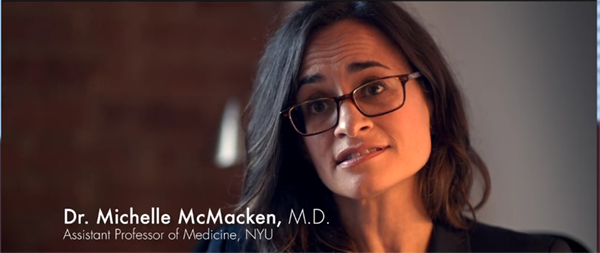 Dr. Michelle McMacken, M.D.
Assistant Professor of Medicine, NYU